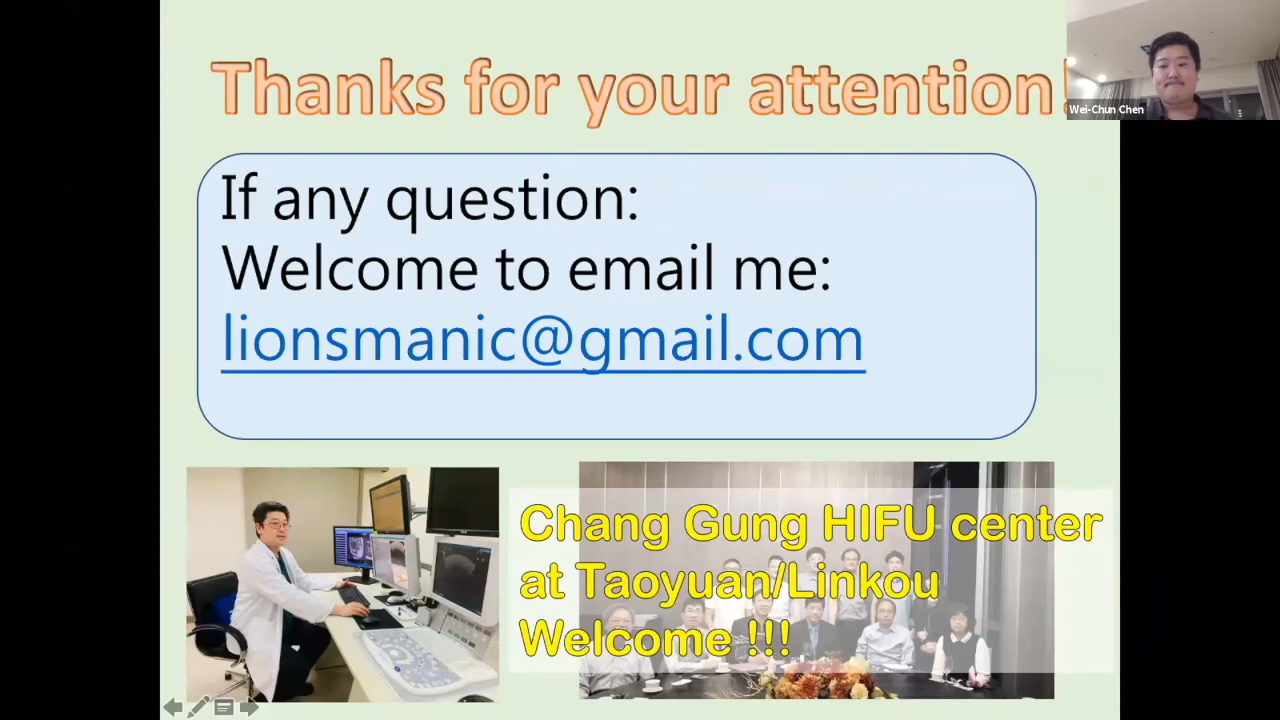 Thanks for your attention!
Wei-Chun Chen
If any question:
Welcome to email me:
lionsmanic@gmail.com
Chang Gung HIFU center
at Taoyuan/Linkou
Welcome !!!